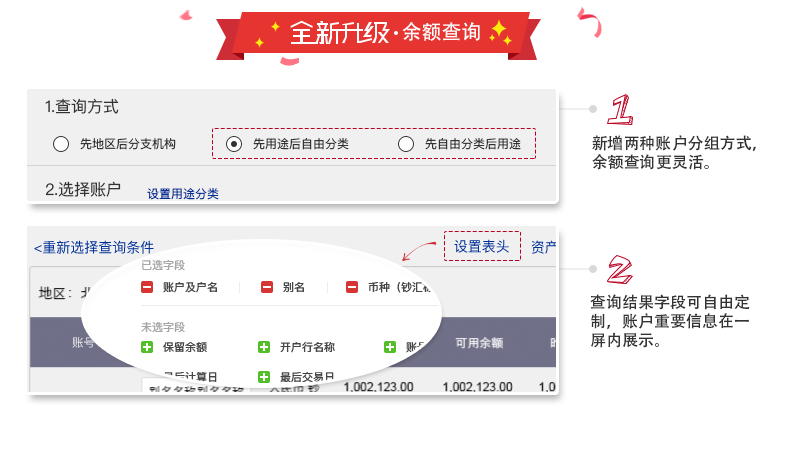 全新升级·余额查询
1.查询方式
先地区后分支机构
先用途后自由分类
先自由分类后用途
2.选择账户
设置用途分类
1
新增两种账户分组方式，
余额查询更灵活。
<重新选择查询条件
设置表头
资产
已选字段
账户及户名
别名
币种（钞汇
地区：
账号
未选字段
保留余额
开户行名称
账
可用余额
最后计算日
最后交易日
1,002,123.00
1,002,123.00
1,0
2
查询结果字段可自由定
制，账户重要信息在一
屏内展示。